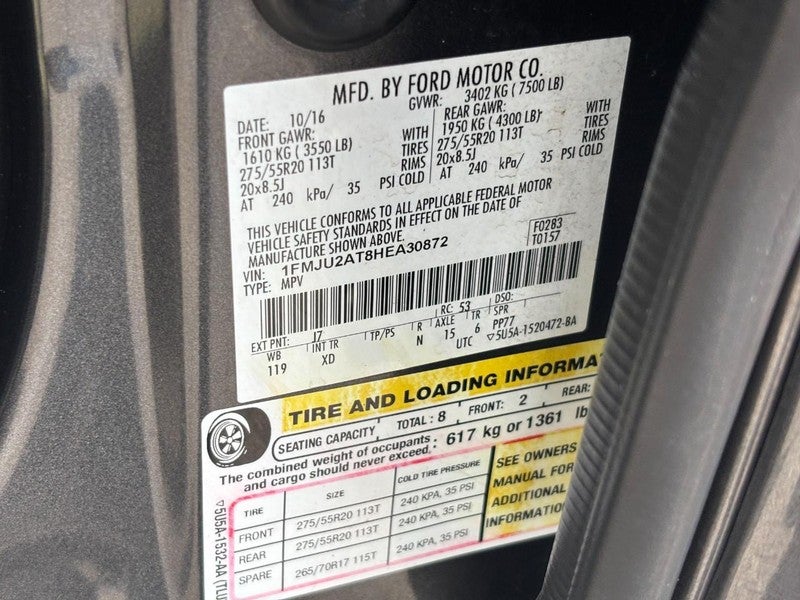 MFD. BY FORD MOTOR CO.
DATE: 10/16 GVWR: 3402 KG ( 7500 LB)
FRONT GAWR: REAR GAWR:
1610 KG ( 3550 LB) WITH 1950 KG ( 4300 LB) WITH
275/55R20 113T TIRES 275/55R20 113T TIRES
20x8.5J RIMS 20x8.5J RIMS
AT 240 kPa/ 35 PSI COLD AT 240 kPa/ 35 PSI COLD
THIS VEHICLE CONFORMS TO ALL APPLICABLE FEDERAL MOTOR
VEHICLE SAFETY STANDARDS IN EFFECT ON THE DATE OF
MANUFACTURE SHOWN ABOVE. F0283
VIN: 1FMJU2AT8HEA30872 T0157
TYPE: MPV
EXT PNT: J7 RC: 53 DSO:
WB INT TR TP/PS R AXLE TR SPR
119 XD N 15 6 PP77
UTC ▽5U5A-1520472-BA
TIRE AND LOADING INFORMA
SEATING CAPACITY TOTAL : 8 FRONT: 2 REAR:
The combined weight of occupants
and cargo should never exceed: 617 kg or 1361 lb
TIRE SIZE COLD TIRE PRESSURE
FRONT 275/55R20 113T 240 KPA, 35 PSI
REAR 275/55R20 113T 240 KPA, 35 PSI
SPARE 265/70R17 115T 240 KPA, 35 PSI
SEE OWNERS
MANUAL FOR
ADDITIONAL
INFORMATION
▽5U5A-1532-AA (TLU